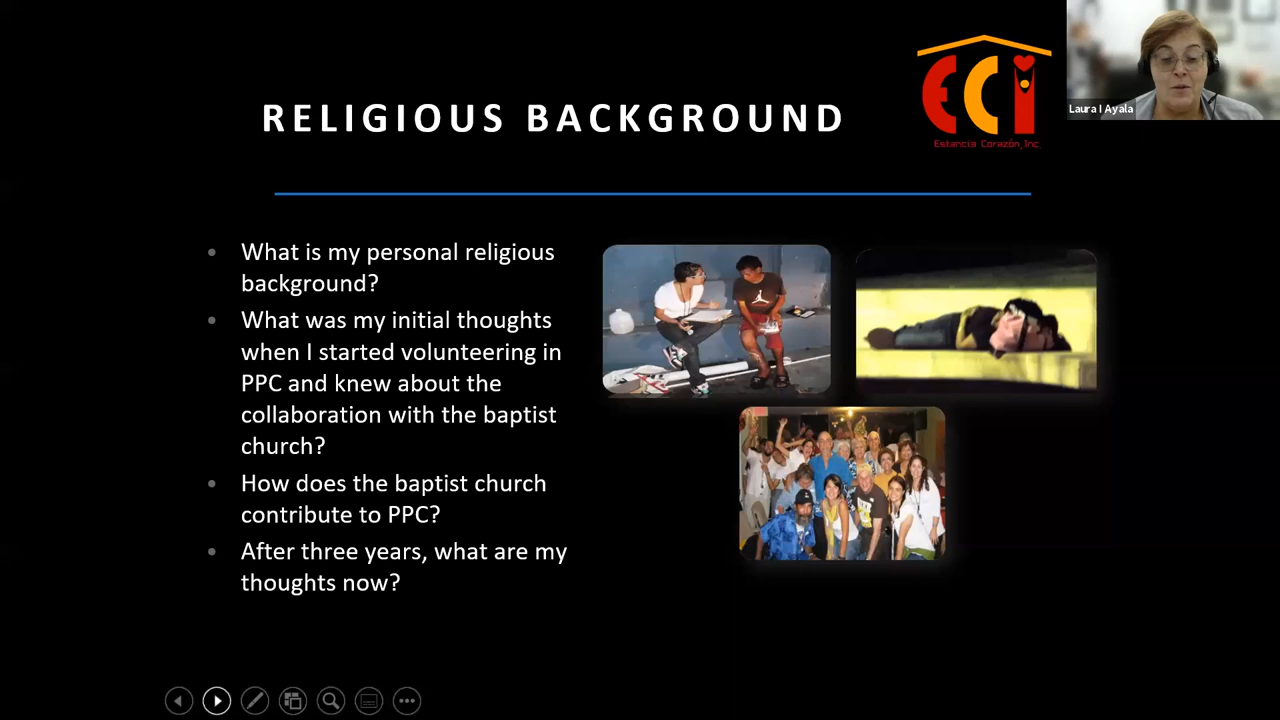 RELIGIOUS BACKGROUND
ECI
Estancia Corazón, Inc.
Laura I Ayala
• What is my personal religious
background?
• What was my initial thoughts
when I started volunteering in
PPC and knew about the
collaboration with the baptist
church?
• How does the baptist church
contribute to PPC?
• After three years, what are my
thoughts now?